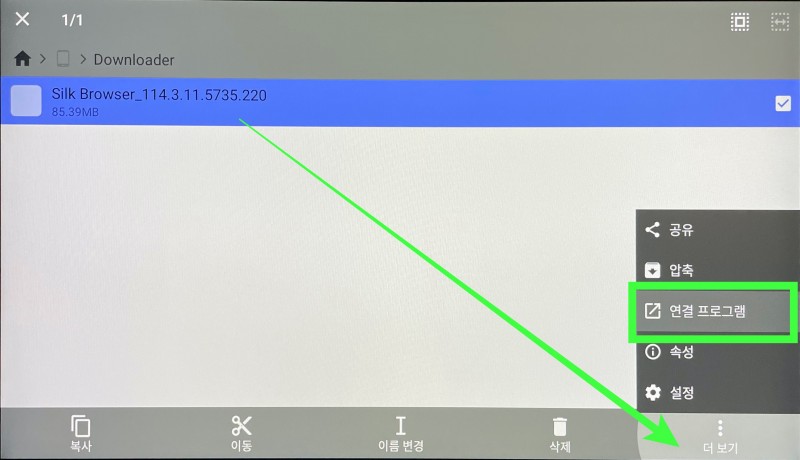 1/1
Downloader
Silk Browser_114.3.11.5735.220
85.39MB
공유
압축
연결 프로그램
속성
설정
복사
이동
이름 변경
삭제
더 보기